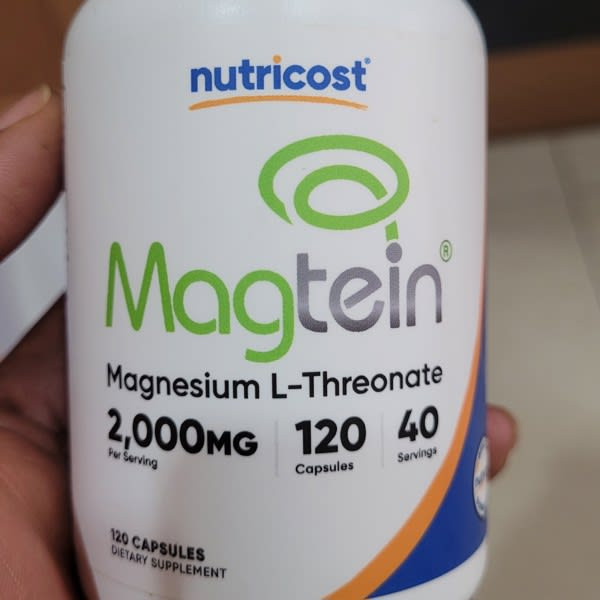 nutricost®
Magtein®
Magnesium L-Threonate
2,000MG
Per Serving
120
Capsules
40
Servings
120 CAPSULES
DIETARY SUPPLEMENT